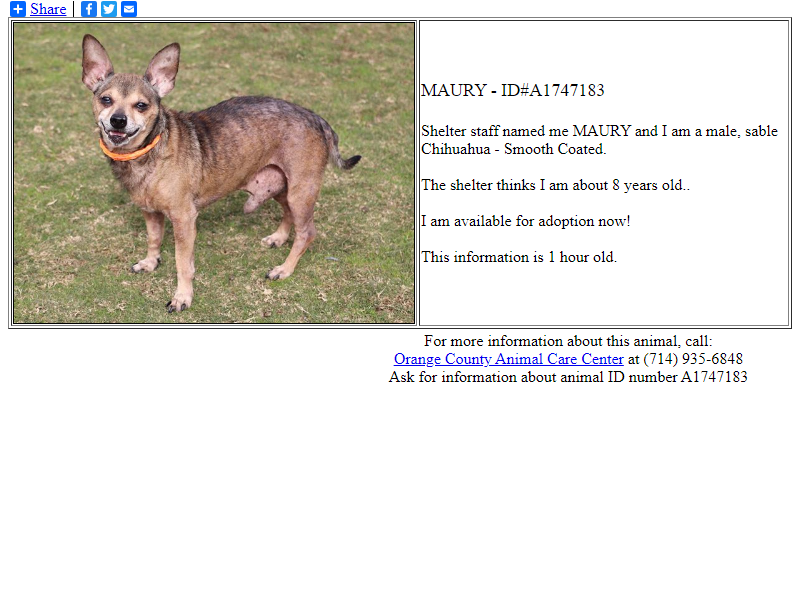 Share
MAURY - ID#A1747183
Shelter staff named me MAURY and I am a male, sable
Chihuahua - Smooth Coated.
The shelter thinks I am about 8 years old..
I am available for adoption now!
This information is 1 hour old.
For more information about this animal, call:
Orange County Animal Care Center at (714) 935-6848
Ask for information about animal ID number A1747183